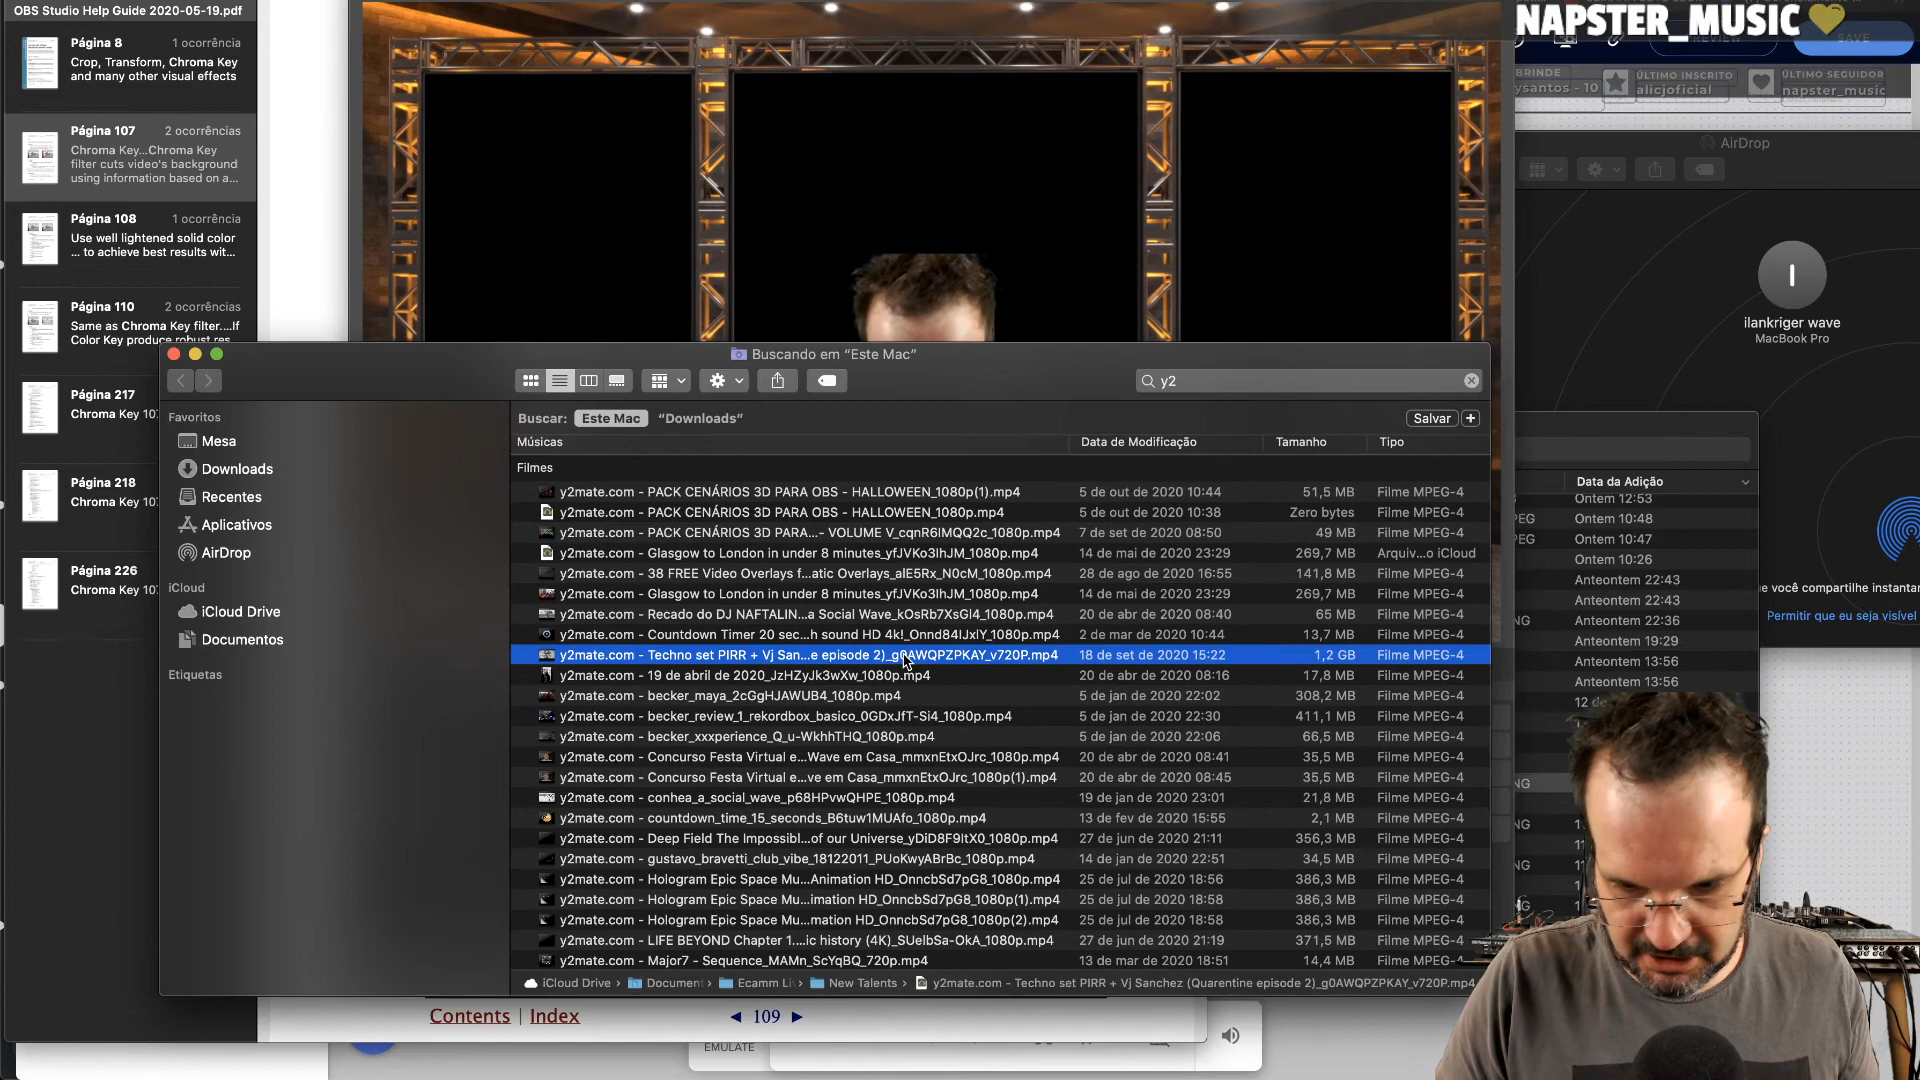 OBS Studio Help Guide 2020-05-19.pdf
Página 8 1 ocorrência
Crop, Transform, Chroma Key
and many other visual effects
Página 107 2 ocorrências
Chroma Key...Chroma Key
filter cuts video's background
using information based on a...
Página 108 1 ocorrência
Use well lightened solid color
... to achieve best results wit...
Página 110 2 ocorrências
Same as Chroma Key filter....If
Color Key produce robust res
Página 217
Chroma Key 107
Página 218
Chroma Key 107
Página 226
Chroma Key 107
NAPSTER_MUSIC
SAVE
BRINDE
ysantos - 10
ÚLTIMO INSCRITO
alicjoficial
ÚLTIMO SEGUIDOR
napster_music
AirDrop
I
ilankriger wave
MacBook Pro
Buscando em “Este Mac”
y2
Favoritos
Mesa
Downloads
Recentes
Aplicativos
AirDrop
iCloud
iCloud Drive
Documentos
Etiquetas
Buscar: Este Mac “Downloads” Salvar +
Músicas Data de Modificação Tamanho Tipo
Filmes
y2mate.com - PACK CENÁRIOS 3D PARA OBS - HALLOWEEN_1080p(1).mp4 5 de out de 2020 10:44 51,5 MB Filme MPEG-4
y2mate.com - PACK CENÁRIOS 3D PARA OBS - HALLOWEEN_1080p.mp4 5 de out de 2020 10:38 Zero bytes Filme MPEG-4
y2mate.com - PACK CENÁRIOS 3D PARA...- VOLUME V_cqnR6lMQQ2c_1080p.mp4 7 de set de 2020 08:50 49 MB Filme MPEG-4
y2mate.com - Glasgow to London in under 8 minutes_yfJVKo3lhJM_1080p.mp4 14 de mai de 2020 23:29 269,7 MB Arquiv...o iCloud
y2mate.com - 38 FREE Video Overlays f...atic Overlays_alE5Rx_N0cM_1080p.mp4 28 de ago de 2020 16:55 141,8 MB Filme MPEG-4
y2mate.com - Glasgow to London in under 8 minutes_yfJVKo3lhJM_1080p.mp4 14 de mai de 2020 23:29 269,7 MB Filme MPEG-4
y2mate.com - Recado do DJ NAFTALIN...a Social Wave_kOsRb7XsGl4_1080p.mp4 20 de abr de 2020 08:40 65 MB Filme MPEG-4
y2mate.com - Countdown Timer 20 sec...h sound HD 4k!_Onnd84IJxlY_1080p.mp4 2 de mar de 2020 10:44 13,7 MB Filme MPEG-4
y2mate.com - Techno set PIRR + Vj San...e episode 2)_g0AWQPZPKAY_v720P.mp4 18 de set de 2020 15:22 1,2 GB Filme MPEG-4
y2mate.com - 19 de abril de 2020_JzHZyJk3wXw_1080p.mp4 20 de abr de 2020 08:16 17,8 MB Filme MPEG-4
y2mate.com - becker_maya_2cGgHJAWUB4_1080p.mp4 5 de jan de 2020 22:02 308,2 MB Filme MPEG-4
y2mate.com - becker_review_1_rekordbox_basico_0GDxJfT-Si4_1080p.mp4 5 de jan de 2020 22:30 411,1 MB Filme MPEG-4
y2mate.com - becker_xxxperience_Q_u-WkhhTHQ_1080p.mp4 5 de jan de 2020 22:06 66,5 MB Filme MPEG-4
y2mate.com - Concurso Festa Virtual e...Wave em Casa_mmxnEtxOJrc_1080p.mp4 20 de abr de 2020 08:41 35,5 MB Filme MPEG-4
y2mate.com - Concurso Festa Virtual e...ve em Casa_mmxnEtxOJrc_1080p(1).mp4 20 de abr de 2020 08:45 35,5 MB Filme MPEG-4
y2mate.com - conhea_a_social_wave_p68HPvwQHPE_1080p.mp4 19 de jan de 2020 23:01 21,8 MB Filme MPEG-4
y2mate.com - countdown_time_15_seconds_B6tuw1MUAfo_1080p.mp4 13 de fev de 2020 15:55 2,1 MB Filme MPEG-4
y2mate.com - Deep Field The Impossibl...of our Universe_yDiD8F9ItX0_1080p.mp4 27 de jun de 2020 21:11 356,3 MB Filme MPEG-4
y2mate.com - gustavo_bravetti_club_vibe_18122011_PUoKwyABrBc_1080p.mp4 14 de jan de 2020 22:51 34,5 MB Filme MPEG-4
y2mate.com - Hologram Epic Space Mu...Animation HD_OnncbSd7pG8_1080p.mp4 25 de jul de 2020 18:56 386,3 MB Filme MPEG-4
y2mate.com - Hologram Epic Space Mu...imation HD_OnncbSd7pG8_1080p(1).mp4 25 de jul de 2020 18:58 386,3 MB Filme MPEG-4
y2mate.com - Hologram Epic Space Mu...mation HD_OnncbSd7pG8_1080p(2).mp4 25 de jul de 2020 18:58 386,3 MB Filme MPEG-4
y2mate.com - LIFE BEYOND Chapter 1....ic history (4K)_SUelbSa-OkA_1080p.mp4 27 de jun de 2020 21:19 371,5 MB Filme MPEG-4
y2mate.com - Major7 - Sequence_MAMn_ScYqBQ_720p.mp4 13 de mar de 2020 18:51 14,4 MB Filme MPEG-4
iCloud Drive › Document › Ecamm Li › New Talents › y2mate.com - Techno set PIRR + Vj Sanchez (Quarentine episode 2)_g0AWQPZPKAY_v720P.mp4
Data da Adição
Ontem 12:53
PEG Ontem 10:48
PEG Ontem 10:47
Ontem 10:26
Anteontem 22:43
Anteontem 22:43
NG Anteontem 22:36
Anteontem 19:29
Anteontem 13:56
Anteontem 13:56
12 de
NG
NG
NG
e você compartilhe instantar
Permitir que eu seja visível
Contents | Index ◀ 109 ▶
EMULATE